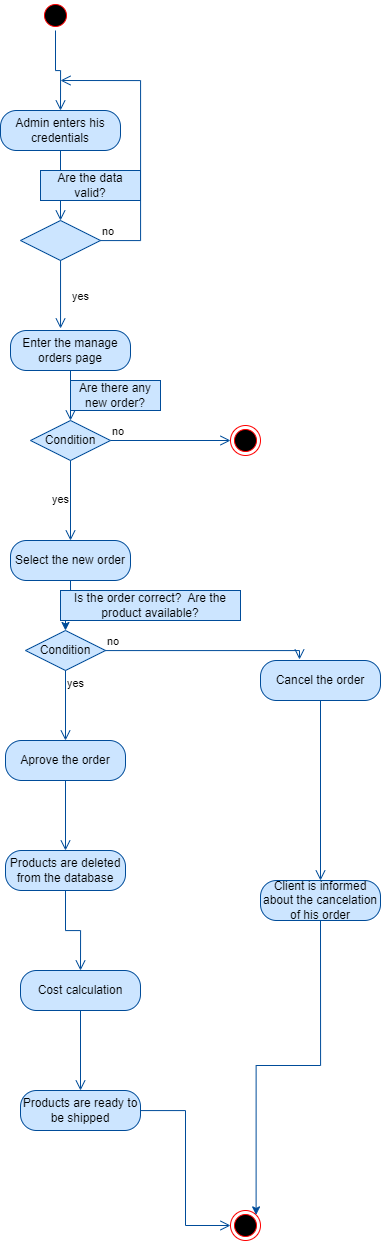 Admin enters his
credentials
Are the data
valid?
no
yes
Enter the manage
orders page
Are there any
new order?
Condition
no
yes
Select the new order
Is the order correct? Are the
product available?
Condition
no
yes
Cancel the order
Aprove the order
Products are deleted
from the database
Client is informed
about the cancelation
of his order
Cost calculation
Products are ready to
be shipped